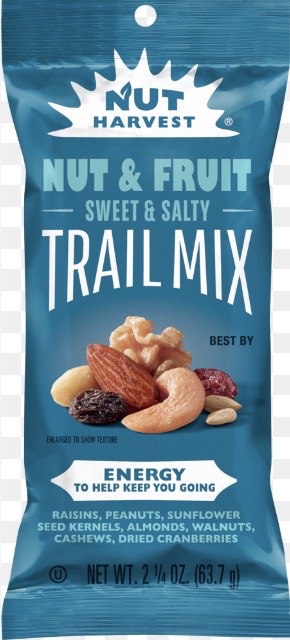 NUT
HARVEST ®
NUT & FRUIT
SWEET & SALTY
TRAIL MIX
BEST BY
ENLARGED TO SHOW TEXTURE
ENERGY
TO HELP KEEP YOU GOING
RAISINS, PEANUTS, SUNFLOWER
SEED KERNELS, ALMONDS, WALNUTS,
CASHEWS, DRIED CRANBERRIES
U NET WT. 2 1/4 OZ. (63.7 g)